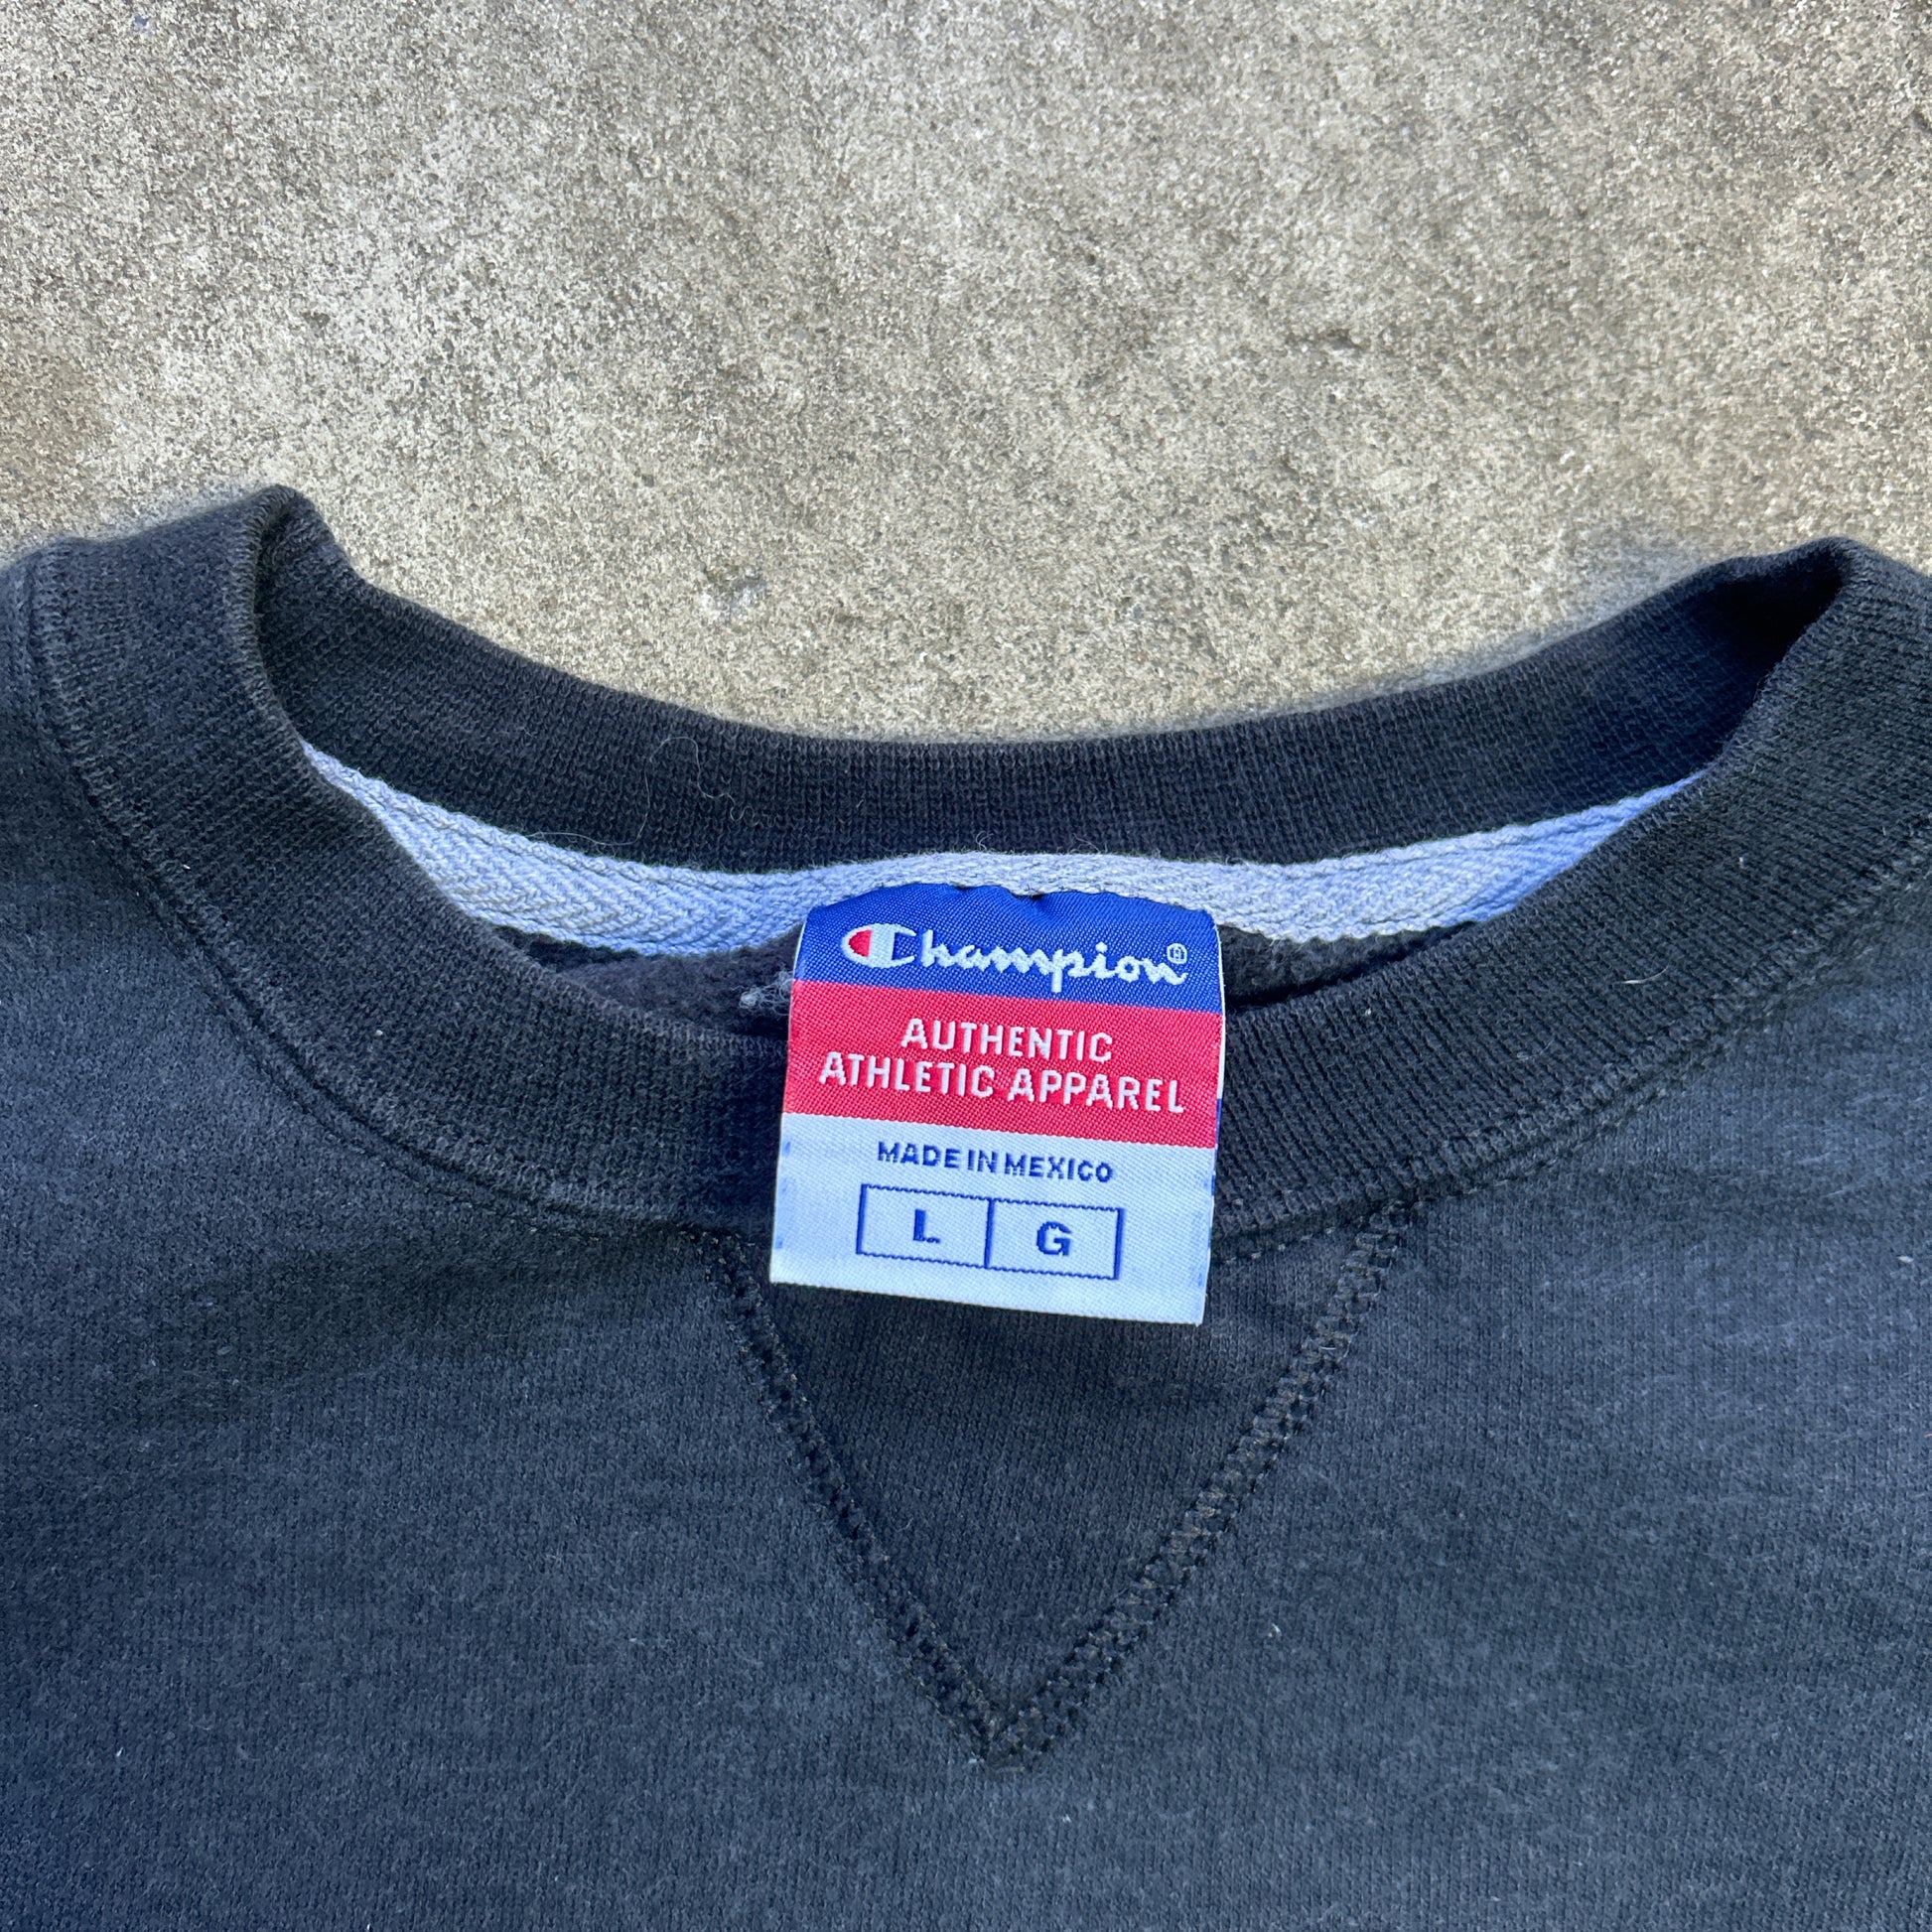 Champion®
AUTHENTIC
ATHLETIC APPAREL
MADE IN MEXICO
L G